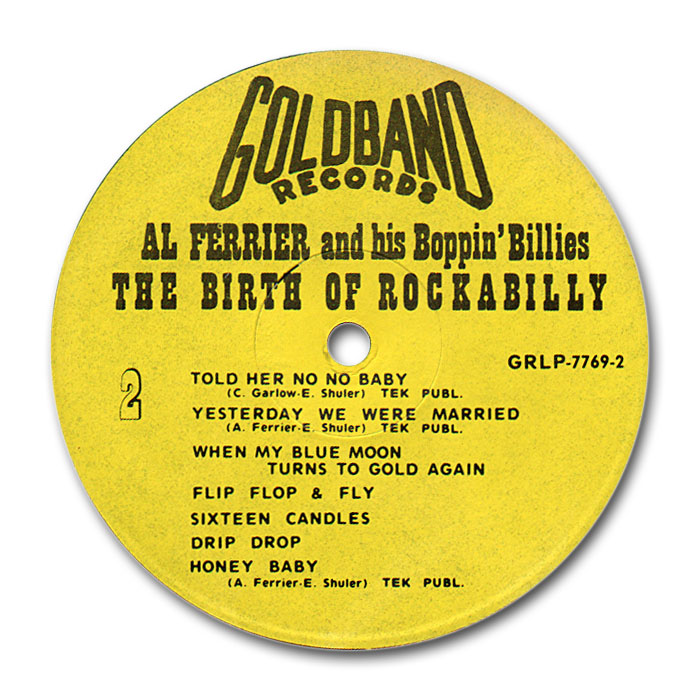 GOLDBAND
RECORDS
AL FERRIER and his Boppin' Billies
THE BIRTH OF ROCKABILLY
2
GRLP-7769-2
TOLD HER NO NO BABY
(C. Garlow-E. Shuler) TEK PUBL.
YESTERDAY WE WERE MARRIED
(A. Ferrier-E. Shuler) TEK PUBL.
WHEN MY BLUE MOON
TURNS TO GOLD AGAIN
FLIP FLOP & FLY
SIXTEEN CANDLES
DRIP DROP
HONEY BABY
(A. Ferrier-E. Shuler) TEK PUBL.